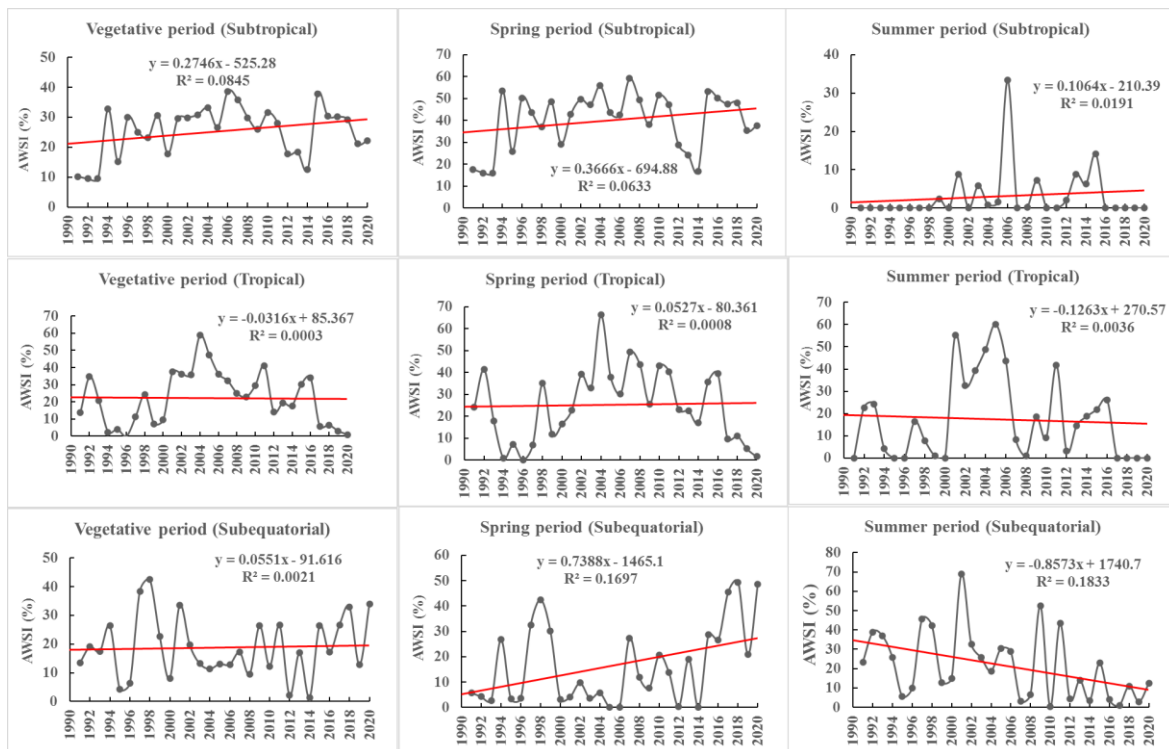 Vegetative period (Subtropical)
y = 0.2746x - 525.28
R² = 0.0845
AWSI (%)
50
40
30
20
10
0
1990 1992 1994 1996 1998 2000 2002 2004 2006 2008 2010 2012 2014 2016 2018 2020
Spring period (Subtropical)
y = 0.3666x - 694.88
R² = 0.0633
AWSI (%)
70
60
50
40
30
20
10
0
1990 1992 1994 1996 1998 2000 2002 2004 2006 2008 2010 2012 2014 2016 2018 2020
Summer period (Subtropical)
y = 0.1064x - 210.39
R² = 0.0191
AWSI (%)
40
30
20
10
0
1990 1992 1994 1996 1998 2000 2002 2004 2006 2008 2010 2012 2014 2016 2018 2020
Vegetative period (Tropical)
y = -0.0316x + 85.367
R² = 0.0003
AWSI (%)
70
60
50
40
30
20
10
0
1990 1992 1994 1996 1998 2000 2002 2004 2006 2008 2010 2012 2014 2016 2018 2020
Spring period (Tropical)
y = 0.0527x - 80.361
R² = 0.0008
AWSI (%)
70
60
50
40
30
20
10
0
1990 1992 1994 1996 1998 2000 2002 2004 2006 2008 2010 2012 2014 2016 2018 2020
Summer period (Tropical)
y = -0.1263x + 270.57
R² = 0.0036
AWSI (%)
70
60
50
40
30
20
10
0
1990 1992 1994 1996 1998 2000 2002 2004 2006 2008 2010 2012 2014 2016 2018 2020
Vegetative period (Subequatorial)
y = 0.0551x - 91.616
R² = 0.0021
AWSI (%)
50
40
30
20
10
0
1990 1992 1994 1996 1998 2000 2002 2004 2006 2008 2010 2012 2014 2016 2018 2020
Spring period (Subequatorial)
y = 0.7388x - 1465.1
R² = 0.1697
AWSI (%)
60
50
40
30
20
10
0
1990 1992 1994 1996 1998 2000 2002 2004 2006 2008 2010 2012 2014 2016 2018 2020
Summer period (Subequatorial)
y = -0.8573x + 1740.7
R² = 0.1833
AWSI (%)
80
70
60
50
40
30
20
10
0
1990 1992 1994 1996 1998 2000 2002 2004 2006 2008 2010 2012 2014 2016 2018 2020